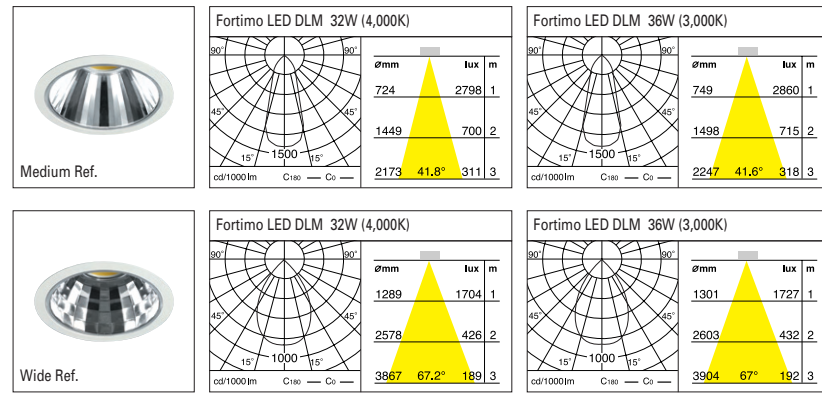 Medium Ref.
Fortimo LED DLM 32W (4,000K)
90° 90°
45° 45°
15° 1500 15°
cd/1000 lm C180 — C0 —
ømm lux m
724 2798 1
1449 700 2
2173 41.8° 311 3
Fortimo LED DLM 36W (3,000K)
90° 90°
45° 45°
15° 1500 15°
cd/1000 lm C180 — C0 —
ømm lux m
749 2860 1
1498 715 2
2247 41.6° 318 3
Wide Ref.
Fortimo LED DLM 32W (4,000K)
90° 90°
45° 45°
15° 1000 15°
cd/1000 lm C180 — C0 —
ømm lux m
1289 1704 1
2578 426 2
3867 67.2° 189 3
Fortimo LED DLM 36W (3,000K)
90° 90°
45° 45°
15° 1000 15°
cd/1000 lm C180 — C0 —
ømm lux m
1301 1727 1
2603 432 2
3904 67° 192 3